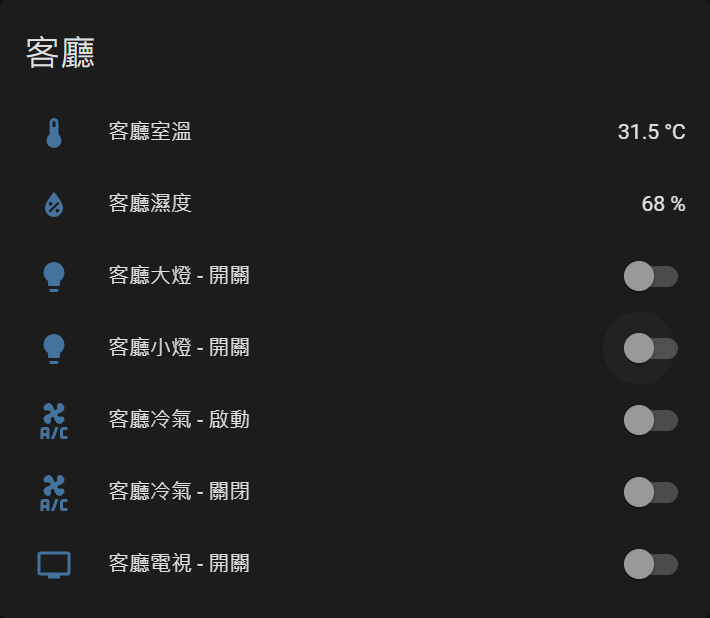 客廳
客廳室溫 31.5 °C
客廳濕度 68 %
客廳大燈 - 開關
客廳小燈 - 開關
A/C 客廳冷氣 - 啟動
A/C 客廳冷氣 - 關閉
客廳電視 - 開關